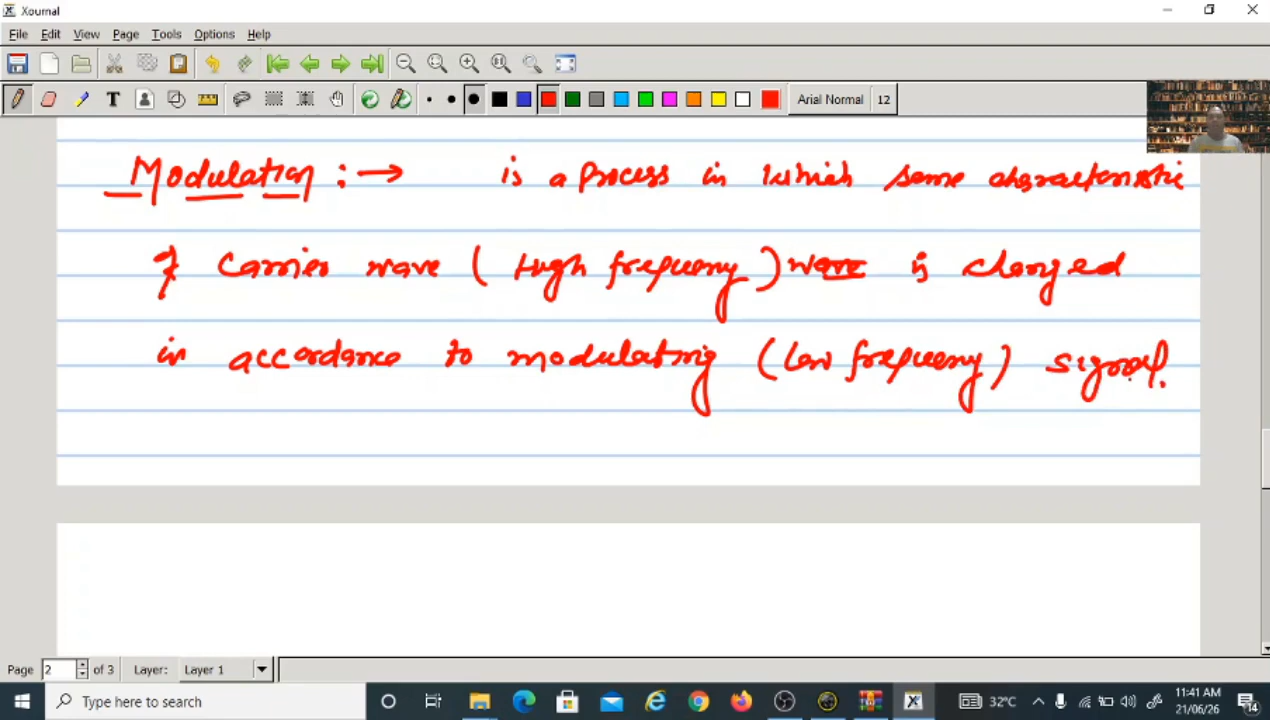 Xournal
File Edit View Page Tools Options Help
Arial Normal 12
Modulation :→ is a process in which some characteristic
of carrier wave (High frequency) wave is changed
in accordance to modulating (low frequency) signal.
Page 2 of 3 Layer: Layer 1
Type here to search 32°C 11:41 AM
21/06/26 14